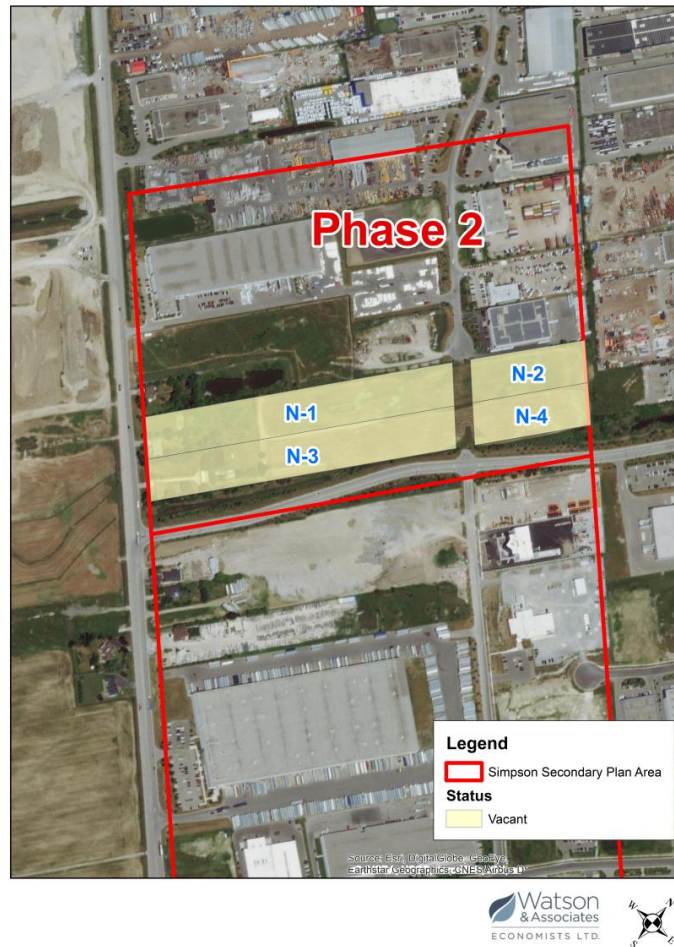 Phase 2
N-1
N-2
N-3
N-4
Legend
Simpson Secondary Plan Area
Status
Vacant
Source: Esri, DigitalGlobe, GeoEye,
Earthstar Geographics, CNES/Airbus D
Watson
& Associates
ECONOMISTS LTD.
N
W
E
S